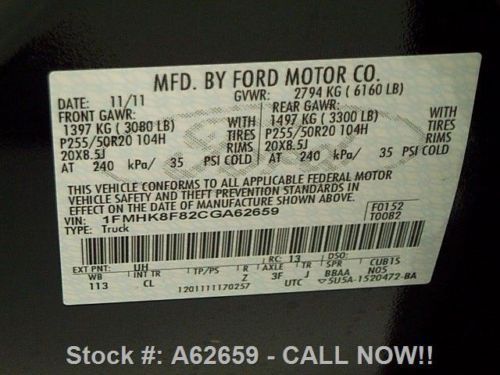 MFD. BY FORD MOTOR CO.
DATE: 11/11 GVWR: 2794 KG ( 6160 LB)
FRONT GAWR: REAR GAWR:
1397 KG ( 3080 LB) WITH 1497 KG ( 3300 LB) WITH
P255/50R20 104H TIRES P255/50R20 104H TIRES
20X8.5J RIMS 20X8.5J RIMS
AT 240 kPa/ 35 PSI COLD AT 240 kPa/ 35 PSI COLD
THIS VEHICLE CONFORMS TO ALL APPLICABLE FEDERAL MOTOR
VEHICLE SAFETY AND THEFT PREVENTION STANDARDS IN
EFFECT ON THE DATE OF MANUFACTURE SHOWN ABOVE. F0152
VIN: 1FMHK8F82CGA62659 T0082
TYPE: Truck
EXT PNT: UH RC: 13 DSO:
WB INT TR TP/PS R AXLE TR SPR CUB15
113 CL Z 3F J BBAA N05
1201111170257 UTC 5U5A-1520472-BA
Stock #: A62659 - CALL NOW!!